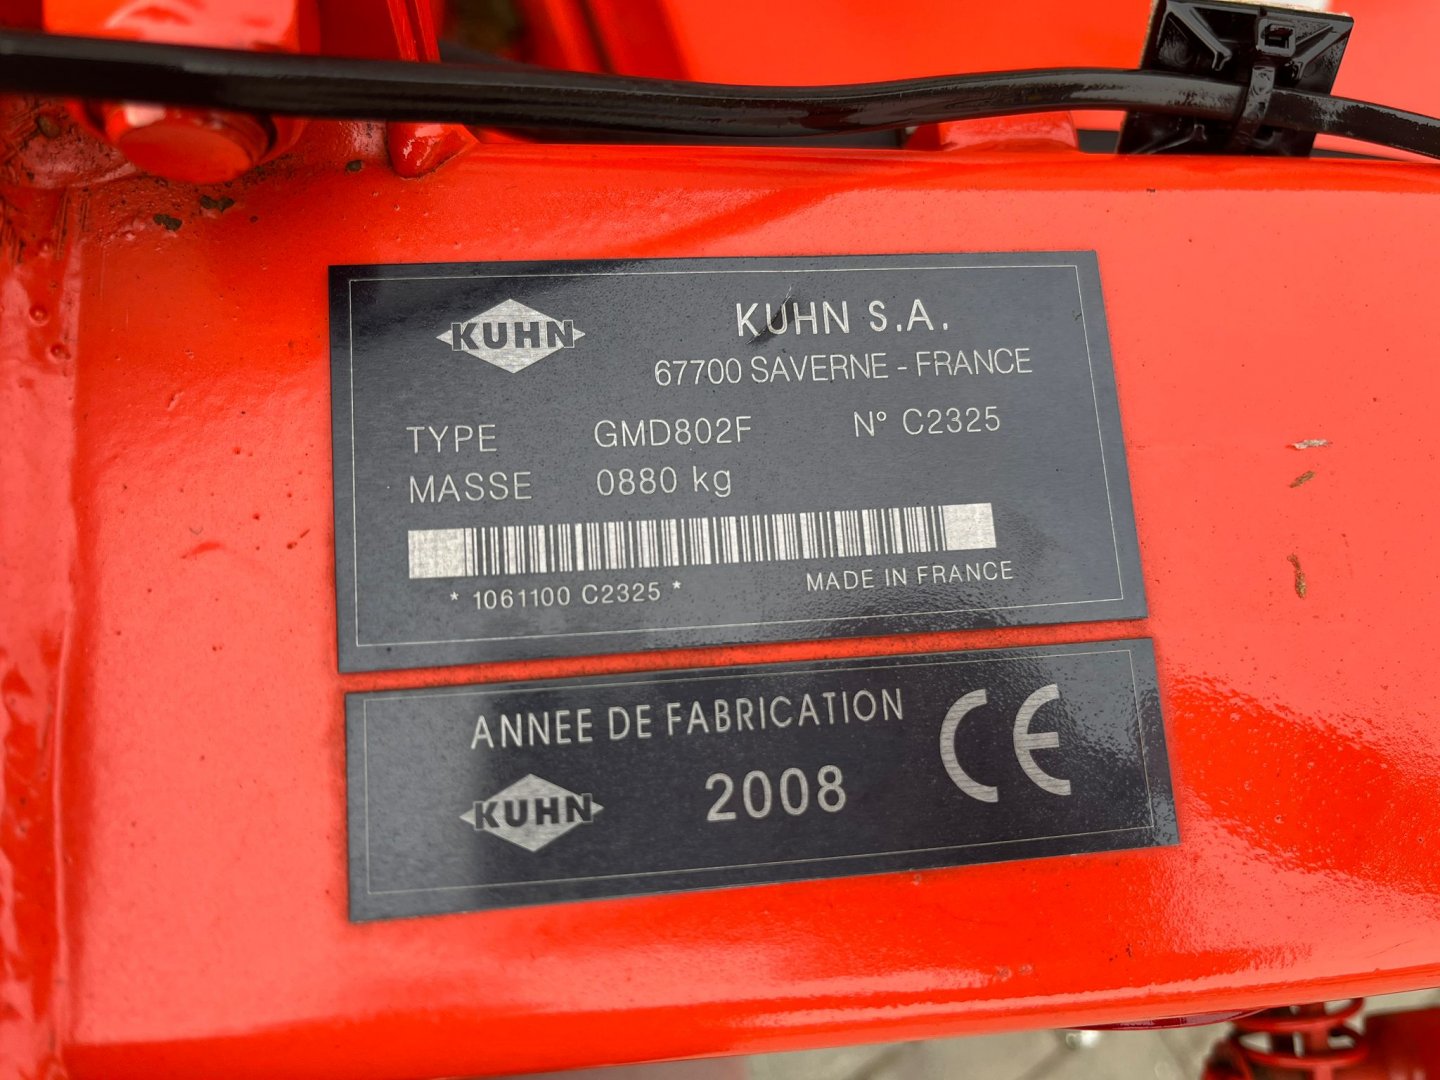 KUHN
KUHN S.A.
67700 SAVERNE - FRANCE
TYPE GMD802F N° C2325
MASSE 0880 kg
* 1061100 C2325 *
MADE IN FRANCE
ANNEE DE FABRICATION
CE
KUHN
2008